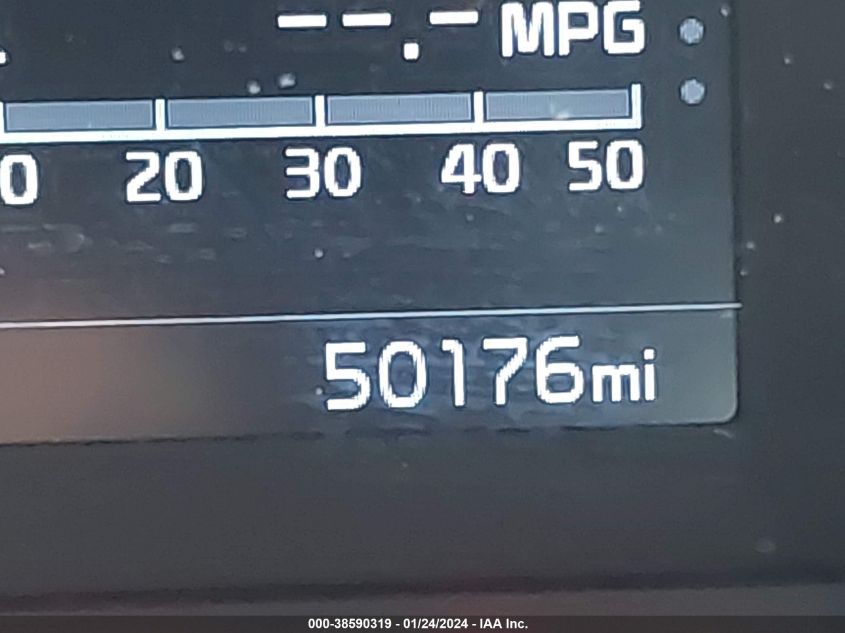 --.- MPG
0 20 30 40 50
50176mi
000-38590319 - 01/24/2024 - IAA Inc.